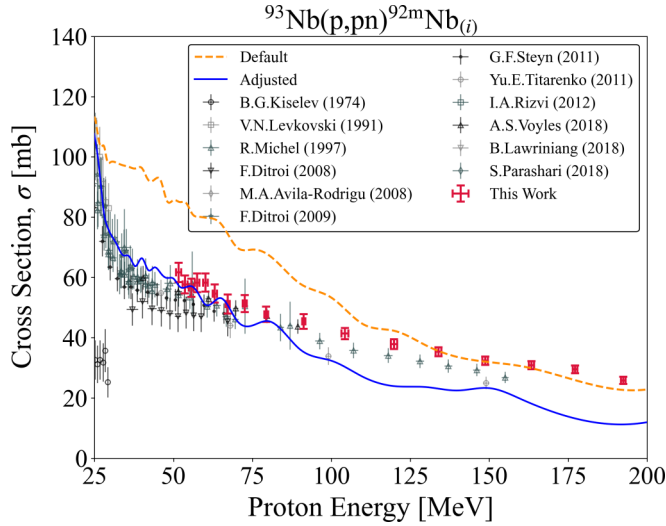 ⁹³Nb(p,pn)⁹²ᵐNb₍ᵢ₎
Cross Section, σ [mb]
140
120
100
80
60
40
20
0
Default
Adjusted
B.G.Kiselev (1974)
V.N.Levkovski (1991)
R.Michel (1997)
F.Ditroi (2008)
M.A.Avila-Rodrigu (2008)
F.Ditroi (2009)
G.F.Steyn (2011)
Yu.E.Titarenko (2011)
I.A.Rizvi (2012)
A.S.Voyles (2018)
B.Lawriniang (2018)
S.Parashari (2018)
This Work
25 50 75 100 125 150 175 200
Proton Energy [MeV]